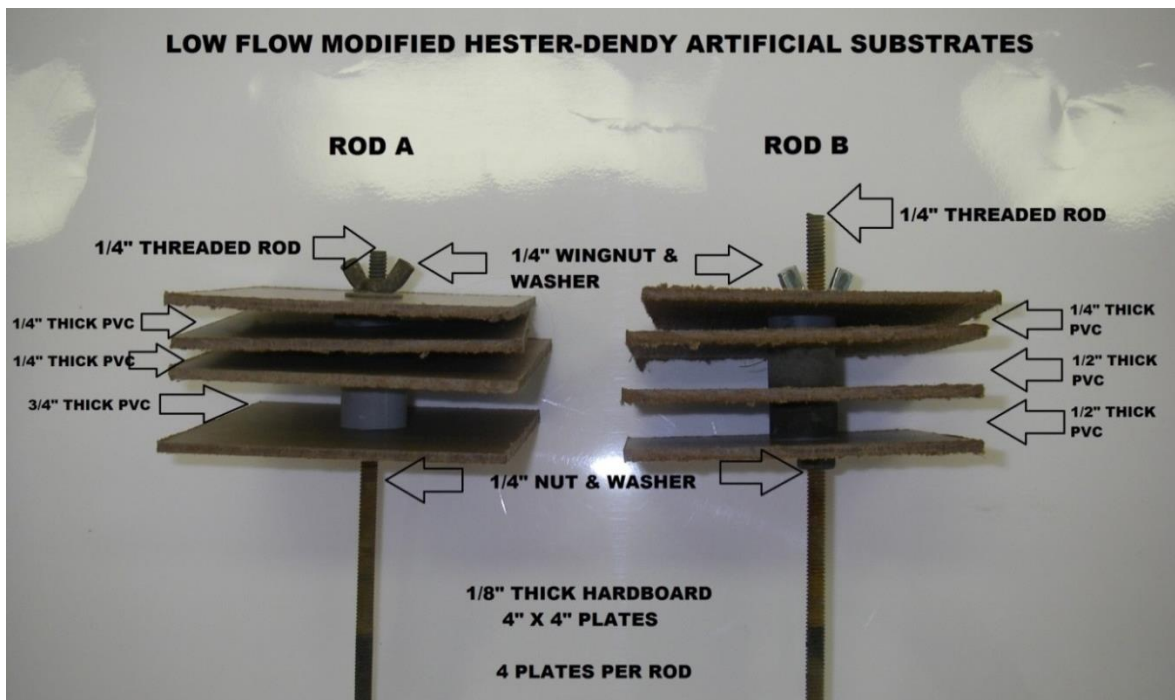 LOW FLOW MODIFIED HESTER-DENDY ARTIFICIAL SUBSTRATES
ROD A
ROD B
1/4" THREADED ROD
1/4" WINGNUT &
WASHER
1/4" THREADED ROD
1/4" THICK PVC
1/4" THICK PVC
3/4" THICK PVC
1/4" THICK
PVC
1/2" THICK
PVC
1/2" THICK
PVC
1/4" NUT & WASHER
1/8" THICK HARDBOARD
4" X 4" PLATES
4 PLATES PER ROD